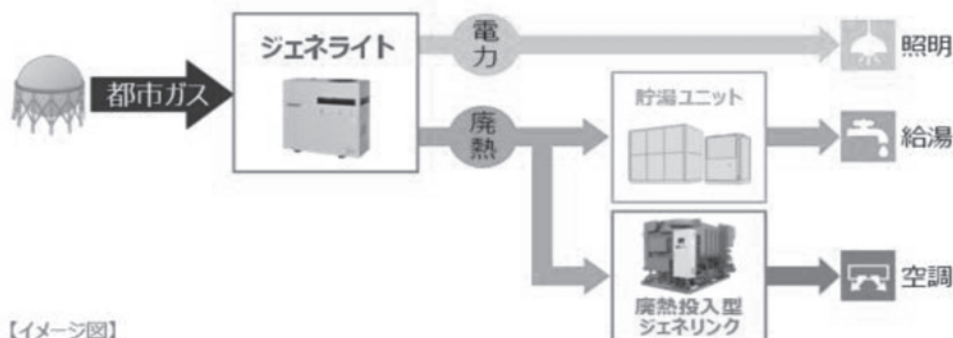 ジェネライト
電力
照明
都市ガス
廃熱
貯湯ユニット
給湯
廃熱投入型
ジェネリンク
空調
【イメージ図】